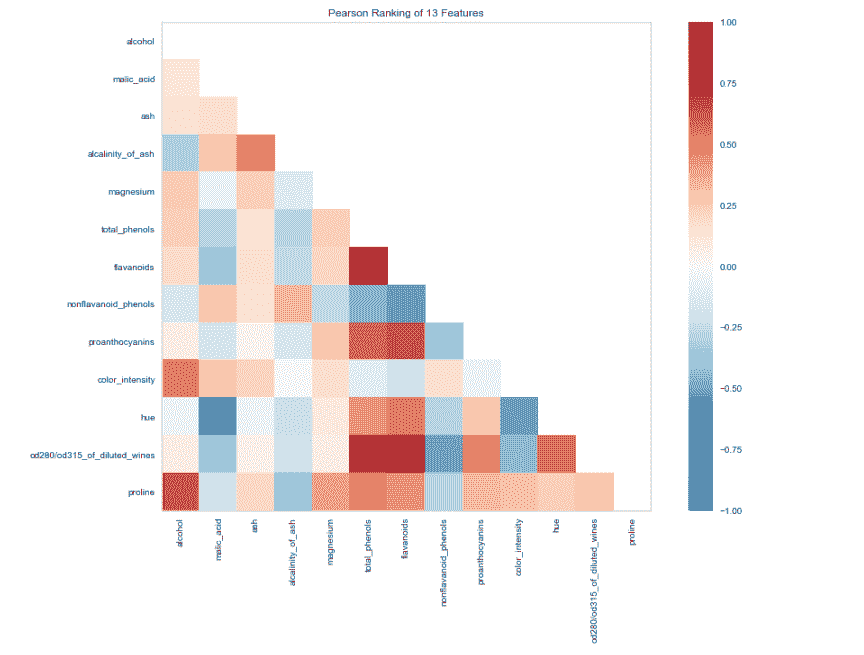 Pearson Ranking of 13 Features
alcohol
malic_acid
ash
alcalinity_of_ash
magnesium
total_phenols
flavanoids
nonflavanoid_phenols
proanthocyanins
color_intensity
hue
od280/od315_of_diluted_wines
proline
alcohol
malic_acid
ash
alcalinity_of_ash
magnesium
total_phenols
flavanoids
nonflavanoid_phenols
proanthocyanins
color_intensity
hue
od280/od315_of_diluted_wines
proline
1.00
0.75
0.50
0.25
0.00
−0.25
−0.50
−0.75
−1.00